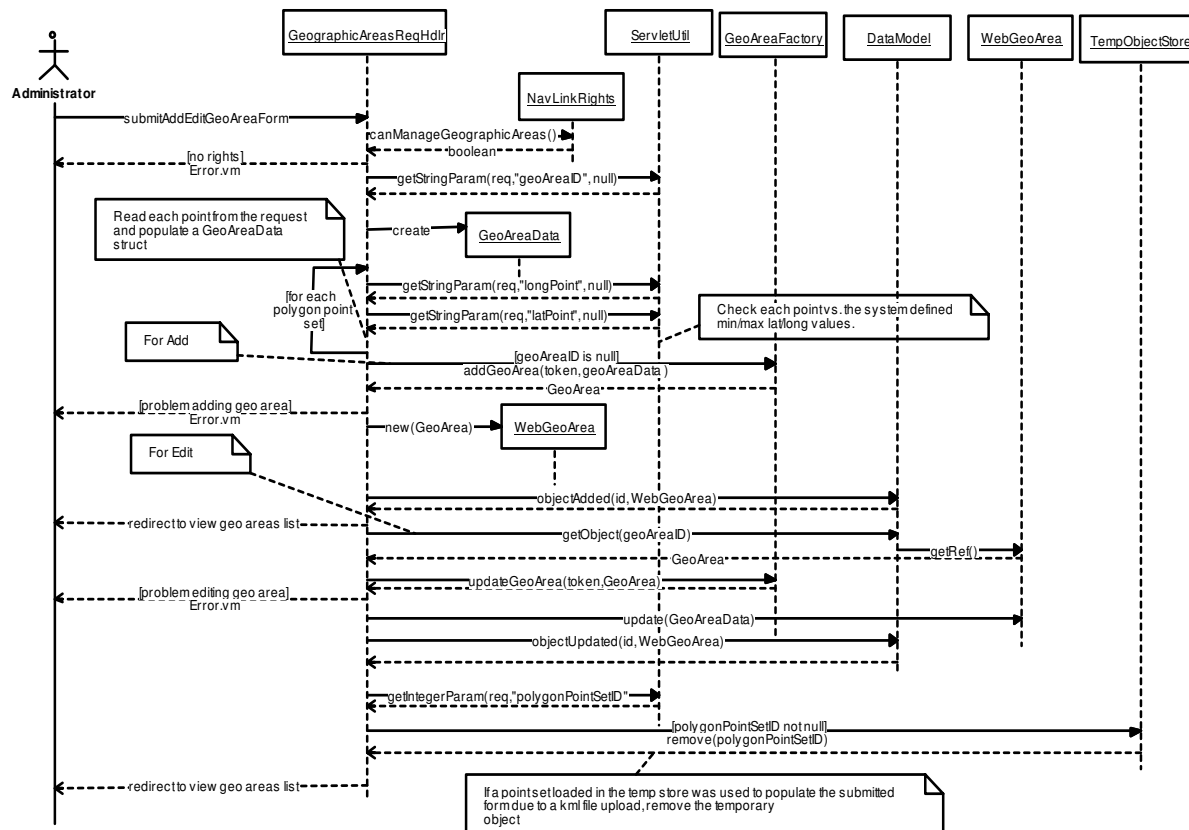 GeographicAreasReqHdlr
ServletUtil
GeoAreaFactory
DataModel
WebGeoArea
TempObjectStore
Administrator
NavLinkRights
submitAddEditGeoAreaForm
canManageGeographicAreas()
boolean
[no rights]
Error.vm
getStringParam(req,"geoAreaID", null)
Read each point from the request
and populate a GeoAreaData
struct
create
GeoAreaData
[for each
polygon point
set]
getStringParam(req,"longPoint", null)
getStringParam(req,"latPoint", null)
Check each point vs. the system defined
min/max lat/long values.
For Add
[geoAreaID is null]
addGeoArea(token,geoAreaData )
GeoArea
[problem adding geo area]
Error.vm
new(GeoArea)
WebGeoArea
For Edit
objectAdded(id, WebGeoArea)
redirect to view geo areas list
getObject(geoAreaID)
getRef()
GeoArea
updateGeoArea(token,GeoArea)
[problem editing geo area]
Error.vm
update(GeoAreaData)
objectUpdated(id, WebGeoArea)
getIntegerParam(req,"polygonPointSetID"
[polygonPointSetID not null]
remove(polygonPointSetID)
redirect to view geo areas list
If a point set loaded in the temp store was used to populate the submitted
form due to a kml file upload, remove the temporary
object